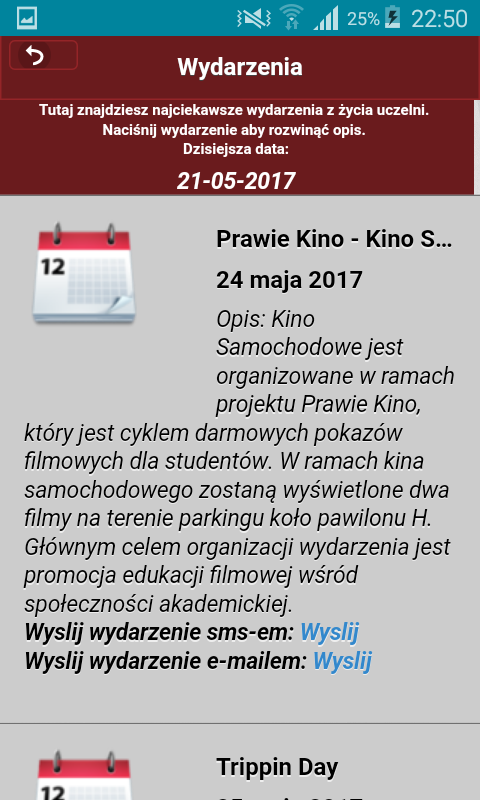 25% 22:50
Wydarzenia
Tutaj znajdziesz najciekawsze wydarzenia z życia uczelni.
Naciśnij wydarzenie aby rozwinąć opis.
Dzisiejsza data:
21-05-2017
12
Prawie Kino - Kino S...
24 maja 2017
Opis: Kino
Samochodowe jest
organizowane w ramach
projektu Prawie Kino,
który jest cyklem darmowych pokazów
filmowych dla studentów. W ramach kina
samochodowego zostaną wyświetlone dwa
filmy na terenie parkingu koło pawilonu H.
Głównym celem organizacji wydarzenia jest
promocja edukacji filmowej wśród
społeczności akademickiej.
Wyslij wydarzenie sms-em: Wyslij
Wyslij wydarzenie e-mailem: Wyslij
Trippin Day
12